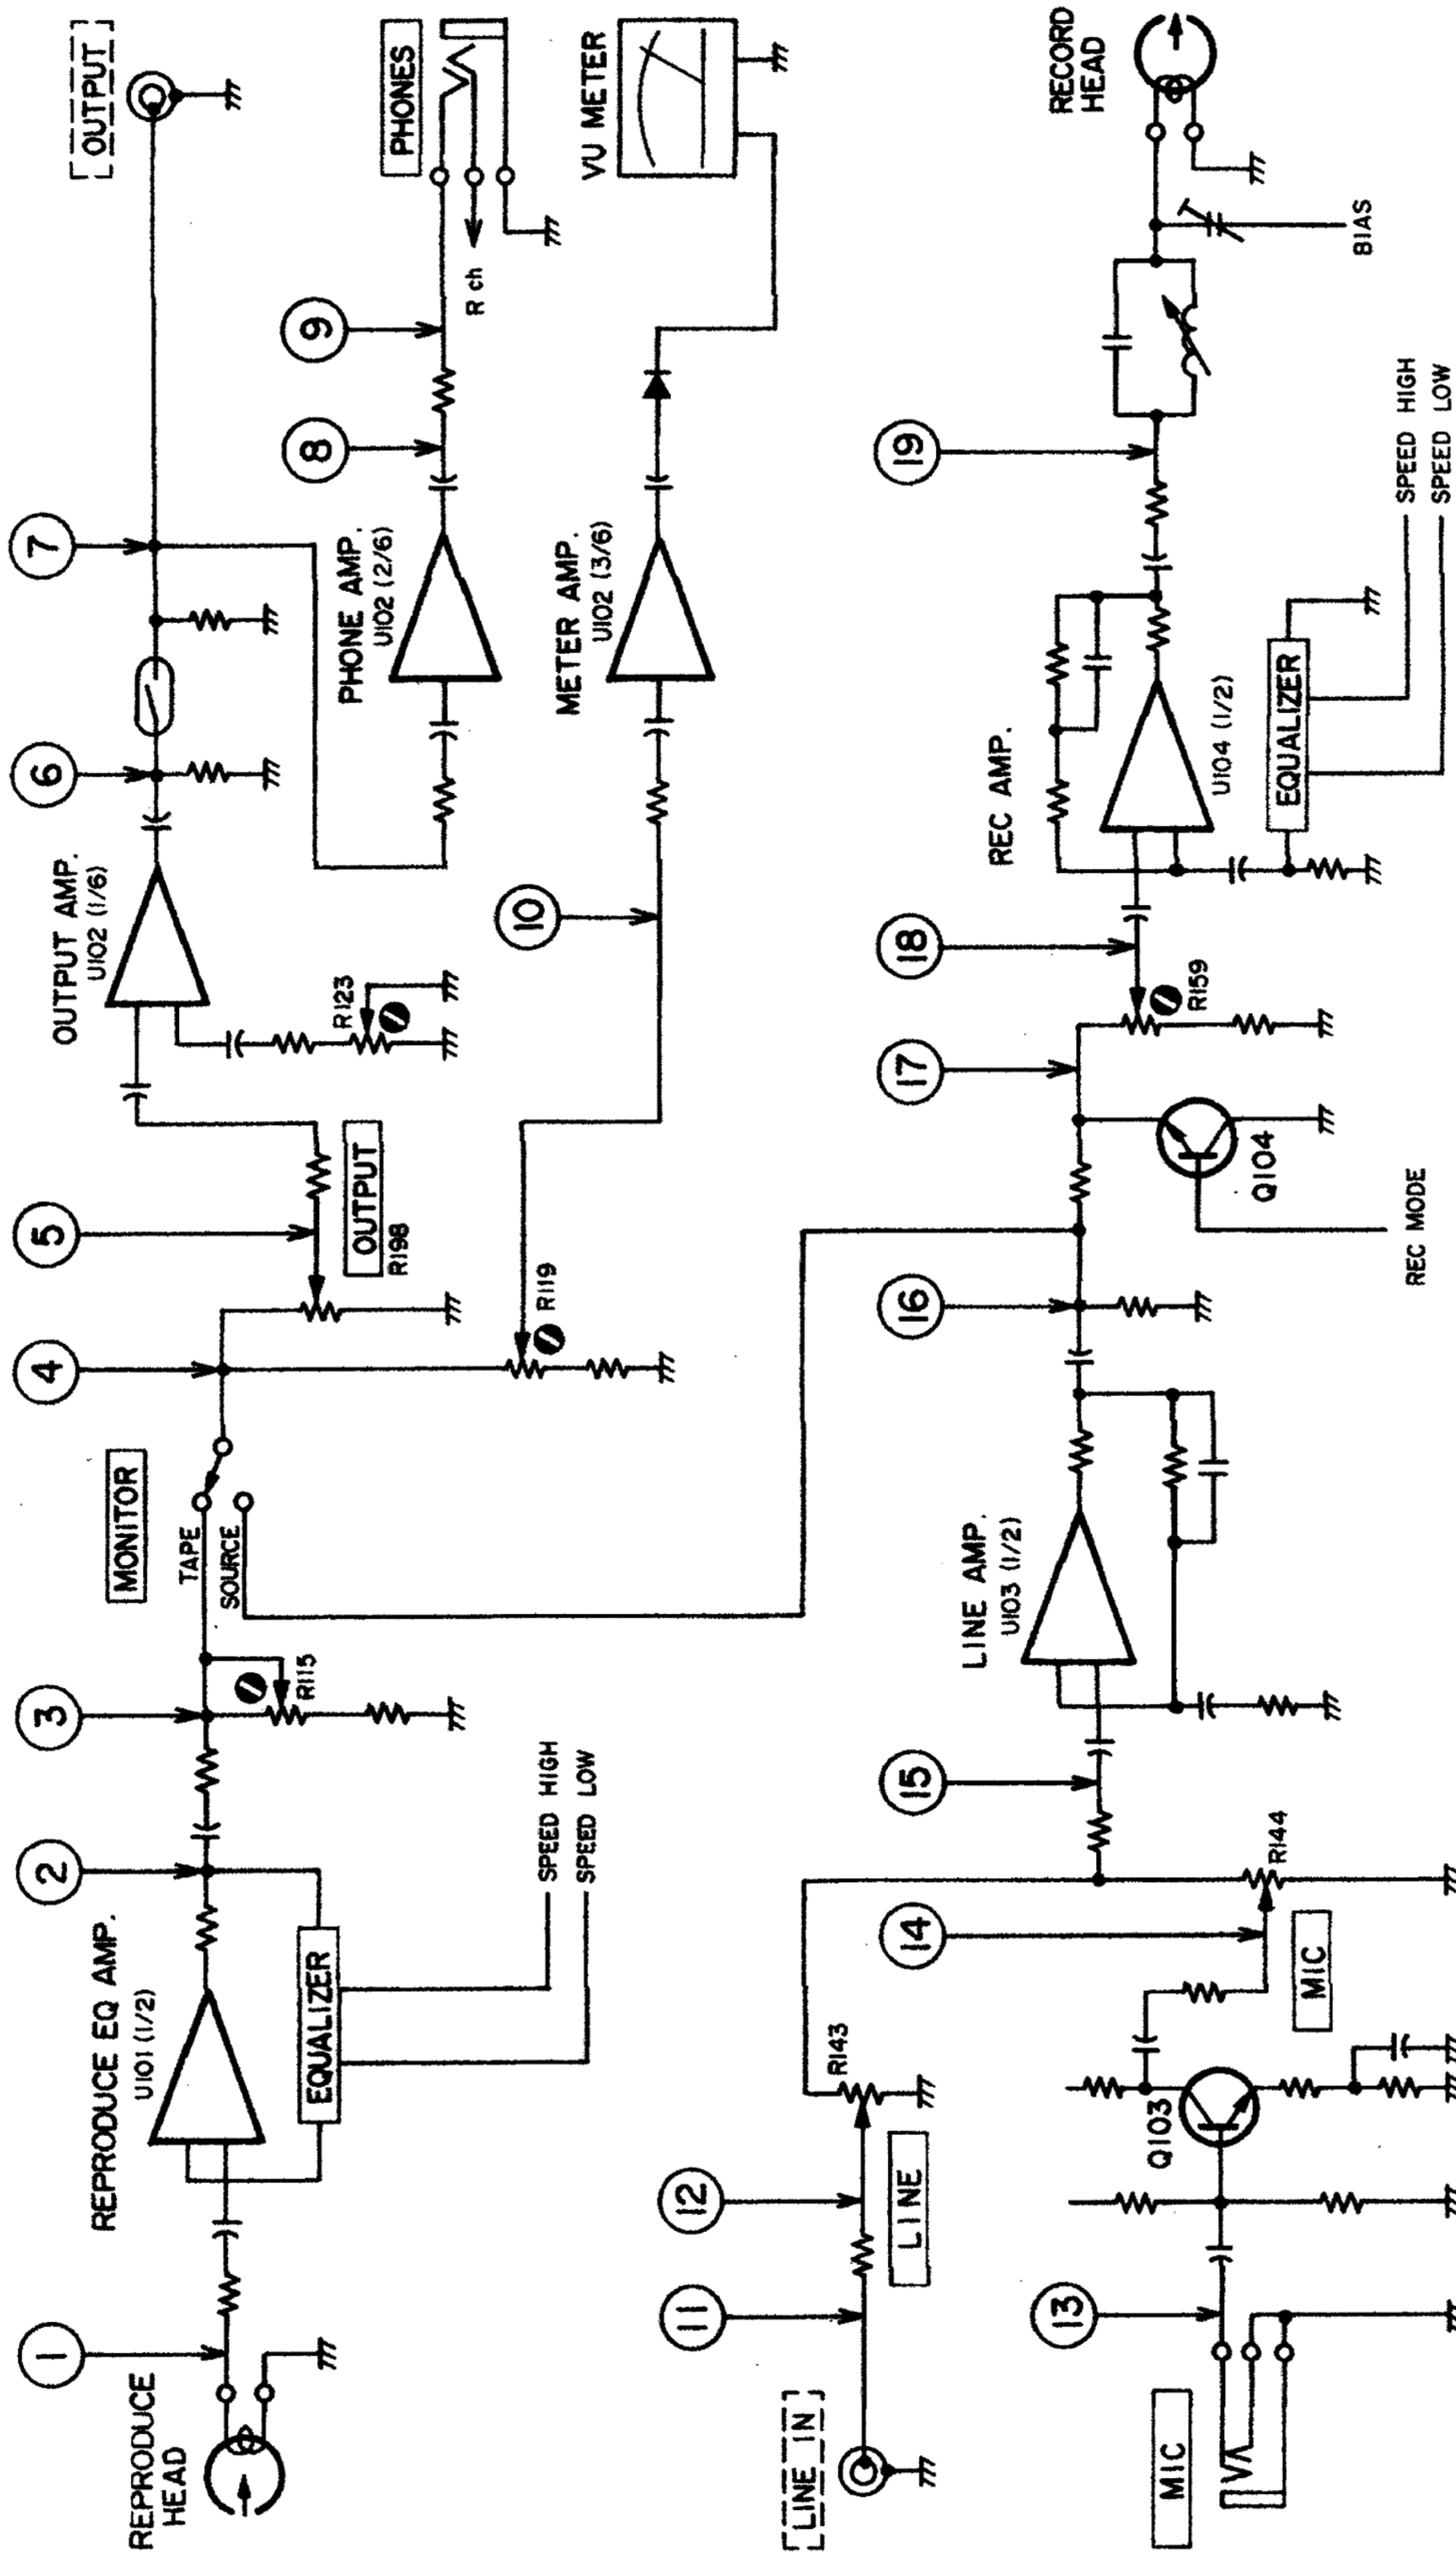 1
2
3
4
5
6
7
OUTPUT
REPRODUCE
HEAD
REPRODUCE EQ AMP.
U101 (1/2)
EQUALIZER
SPEED HIGH
SPEED LOW
R115
MONITOR
TAPE
SOURCE
OUTPUT
R198
R119
OUTPUT AMP.
U102 (1/6)
R123
8
9
PHONE AMP.
U102 (2/6)
PHONES
R ch
10
METER AMP.
U102 (3/6)
VU METER
LINE IN
11
12
LINE
R143
13
MIC
Q103
14
MIC
R144
15
LINE AMP.
U103 (1/2)
16
17
18
19
Q104
REC MODE
R159
REC AMP.
U104 (1/2)
EQUALIZER
SPEED HIGH
SPEED LOW
BIAS
RECORD
HEAD